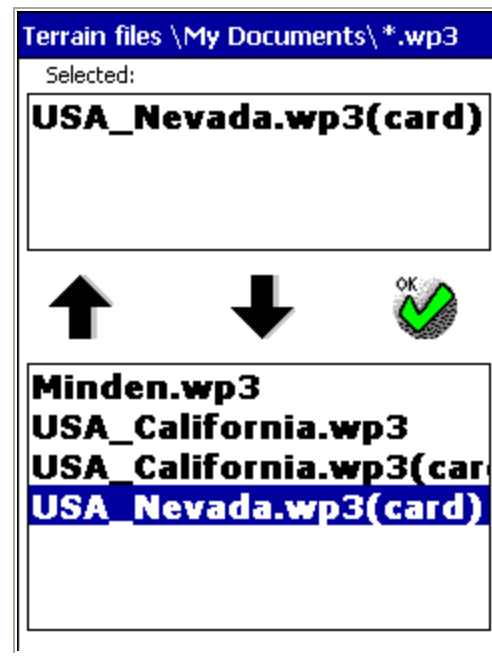 Terrain files \My Documents\*.wp3
Selected:
USA_Nevada.wp3(card)
OK
Minden.wp3
USA_California.wp3
USA_California.wp3(car
USA_Nevada.wp3(card)